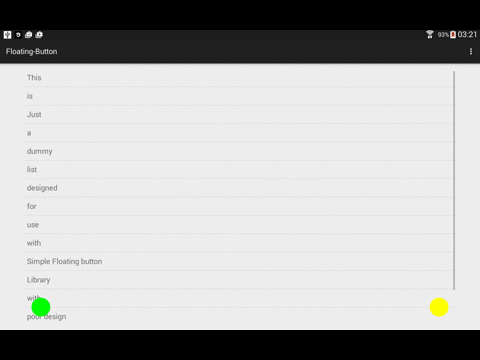 93% 03:21
Floating-Button
This
is
Just
a
dummy
list
designed
for
use
with
Simple Floating button
Library
with
poor design